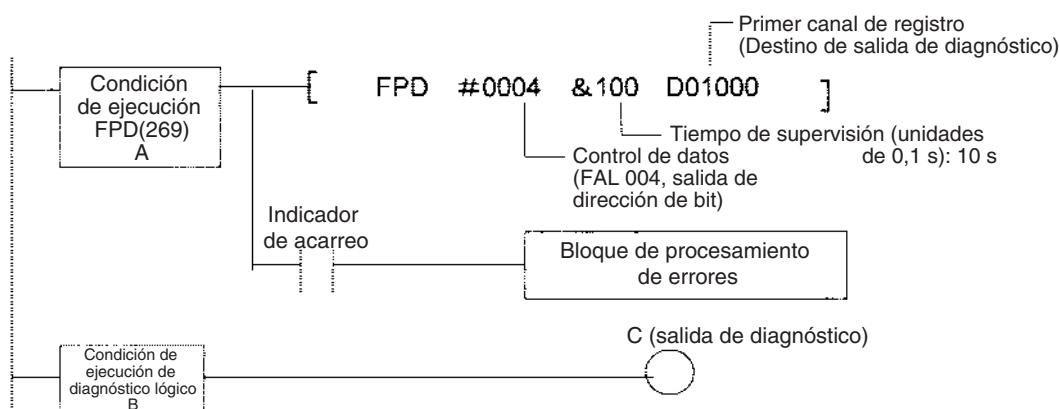 Primer canal de registro
(Destino de salida de diagnóstico)
Condición
de ejecución
FPD(269)
A
[ FPD #0004 &100 D01000 ]
Tiempo de supervisión (unidades
de 0,1 s): 10 s
Control de datos
(FAL 004, salida de
dirección de bit)
Indicador
de acarreo
Bloque de procesamiento
de errores
C (salida de diagnóstico)
Condición de
ejecución de
diagnóstico lógico
B